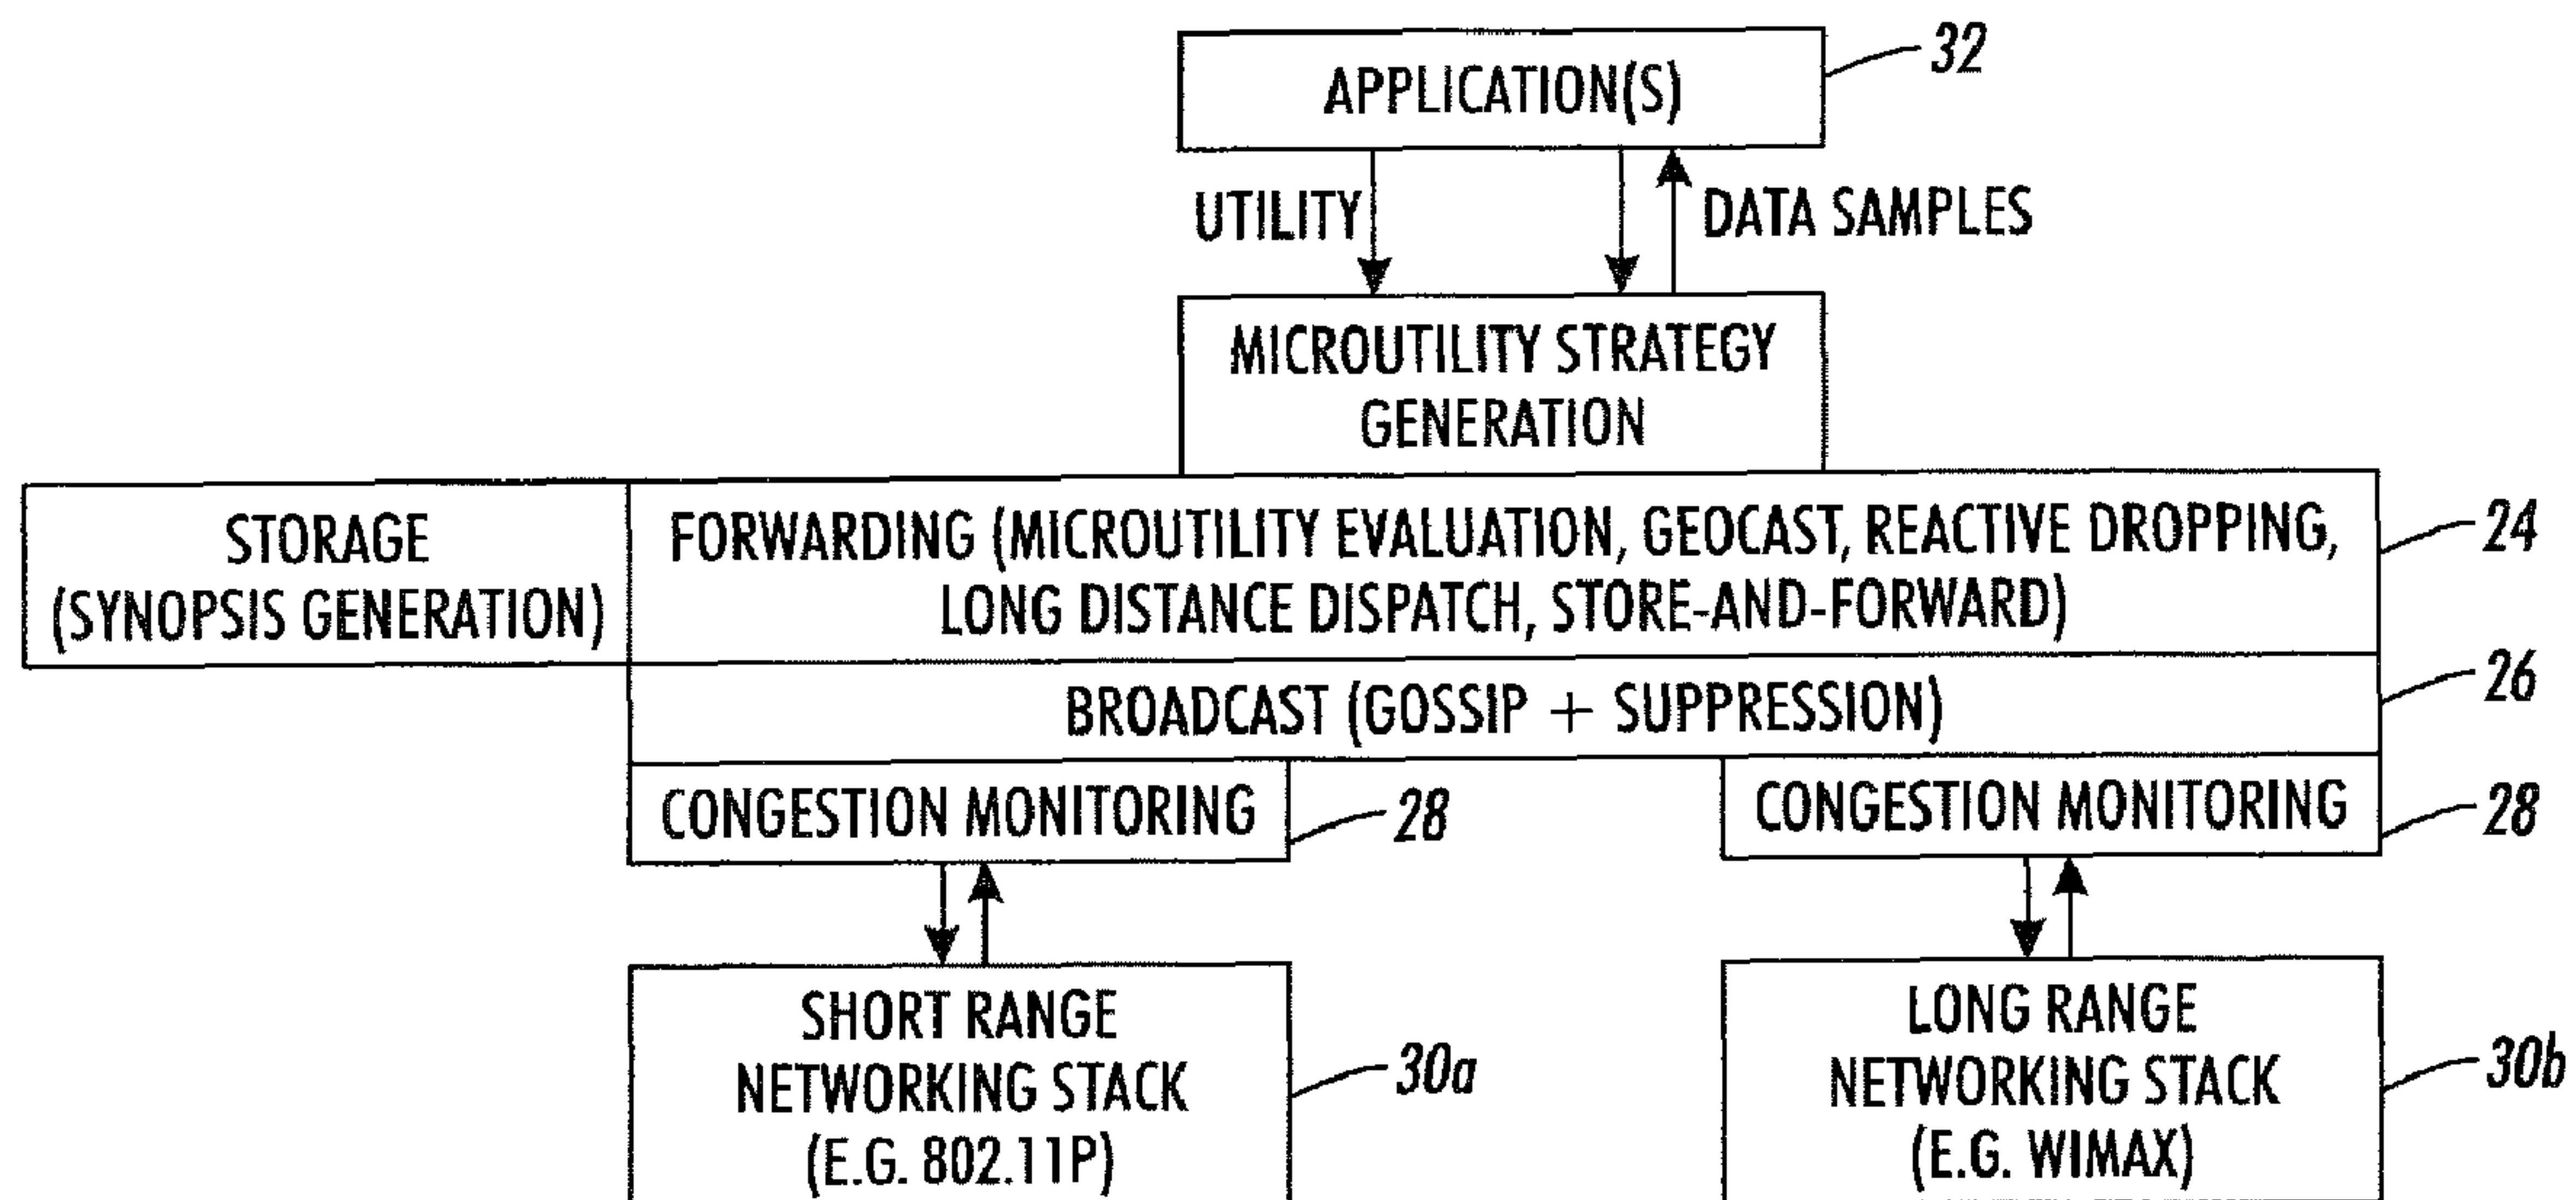 APPLICATION(S)
32
UTILITY
DATA SAMPLES
MICROUTILITY STRATEGY
GENERATION
STORAGE
(SYNOPSIS GENERATION)
FORWARDING (MICROUTILITY EVALUATION, GEOCAST, REACTIVE DROPPING,
LONG DISTANCE DISPATCH, STORE-AND-FORWARD)
24
BROADCAST (GOSSIP + SUPPRESSION)
26
CONGESTION MONITORING
28
CONGESTION MONITORING
28
SHORT RANGE
NETWORKING STACK
(E.G. 802.11P)
30a
LONG RANGE
NETWORKING STACK
(E.G. WIMAX)
30b